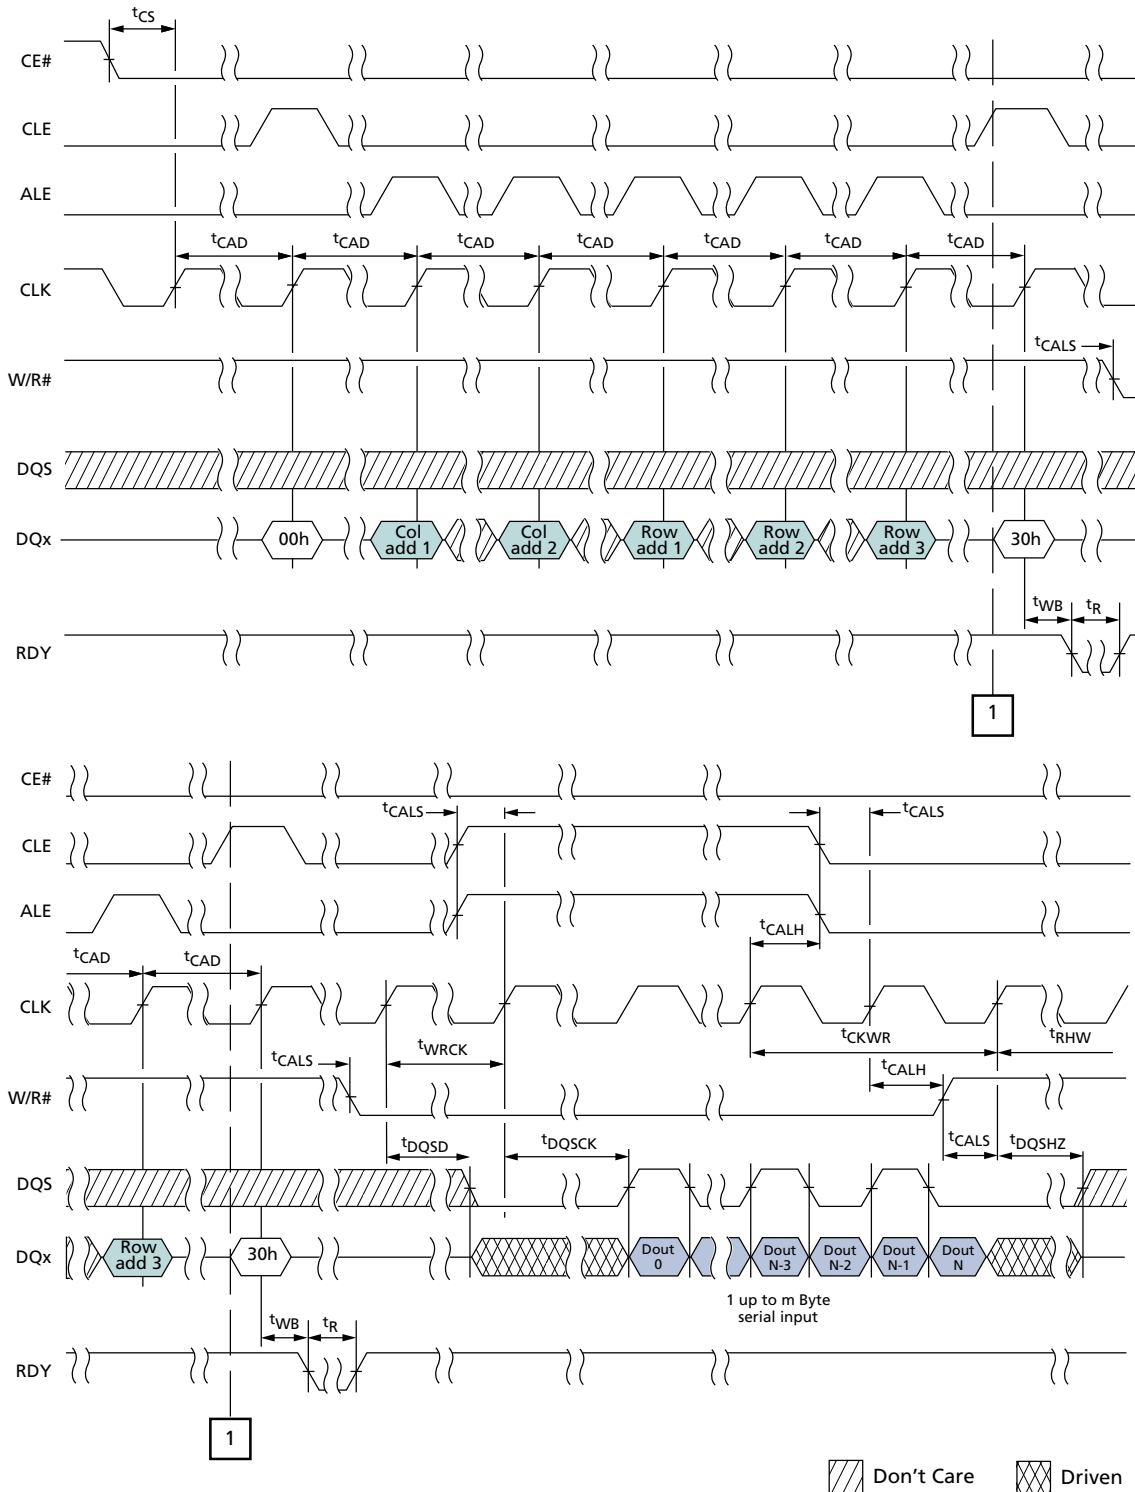 tCS
CE#
CLE
ALE
tCAD tCAD tCAD tCAD tCAD tCAD tCAD
CLK
tCALS
W/R#
DQS
DQx
00h
Col add 1
Col add 2
Row add 1
Row add 2
Row add 3
30h
tWB tR
RDY
1
CE#
tCALS tCALS
CLE
ALE
tCALH
tCAD tCAD
CLK
tWRCK tCKWR tRHW
tCALS tCALH
W/R#
tDQSD tDQSCK tCALS tDQSHZ
DQS
DQx
Row add 3
30h
Dout 0
Dout N-3
Dout N-2
Dout N-1
Dout N
1 up to m Byte
serial input
tWB tR
RDY
1
Don't Care Driven